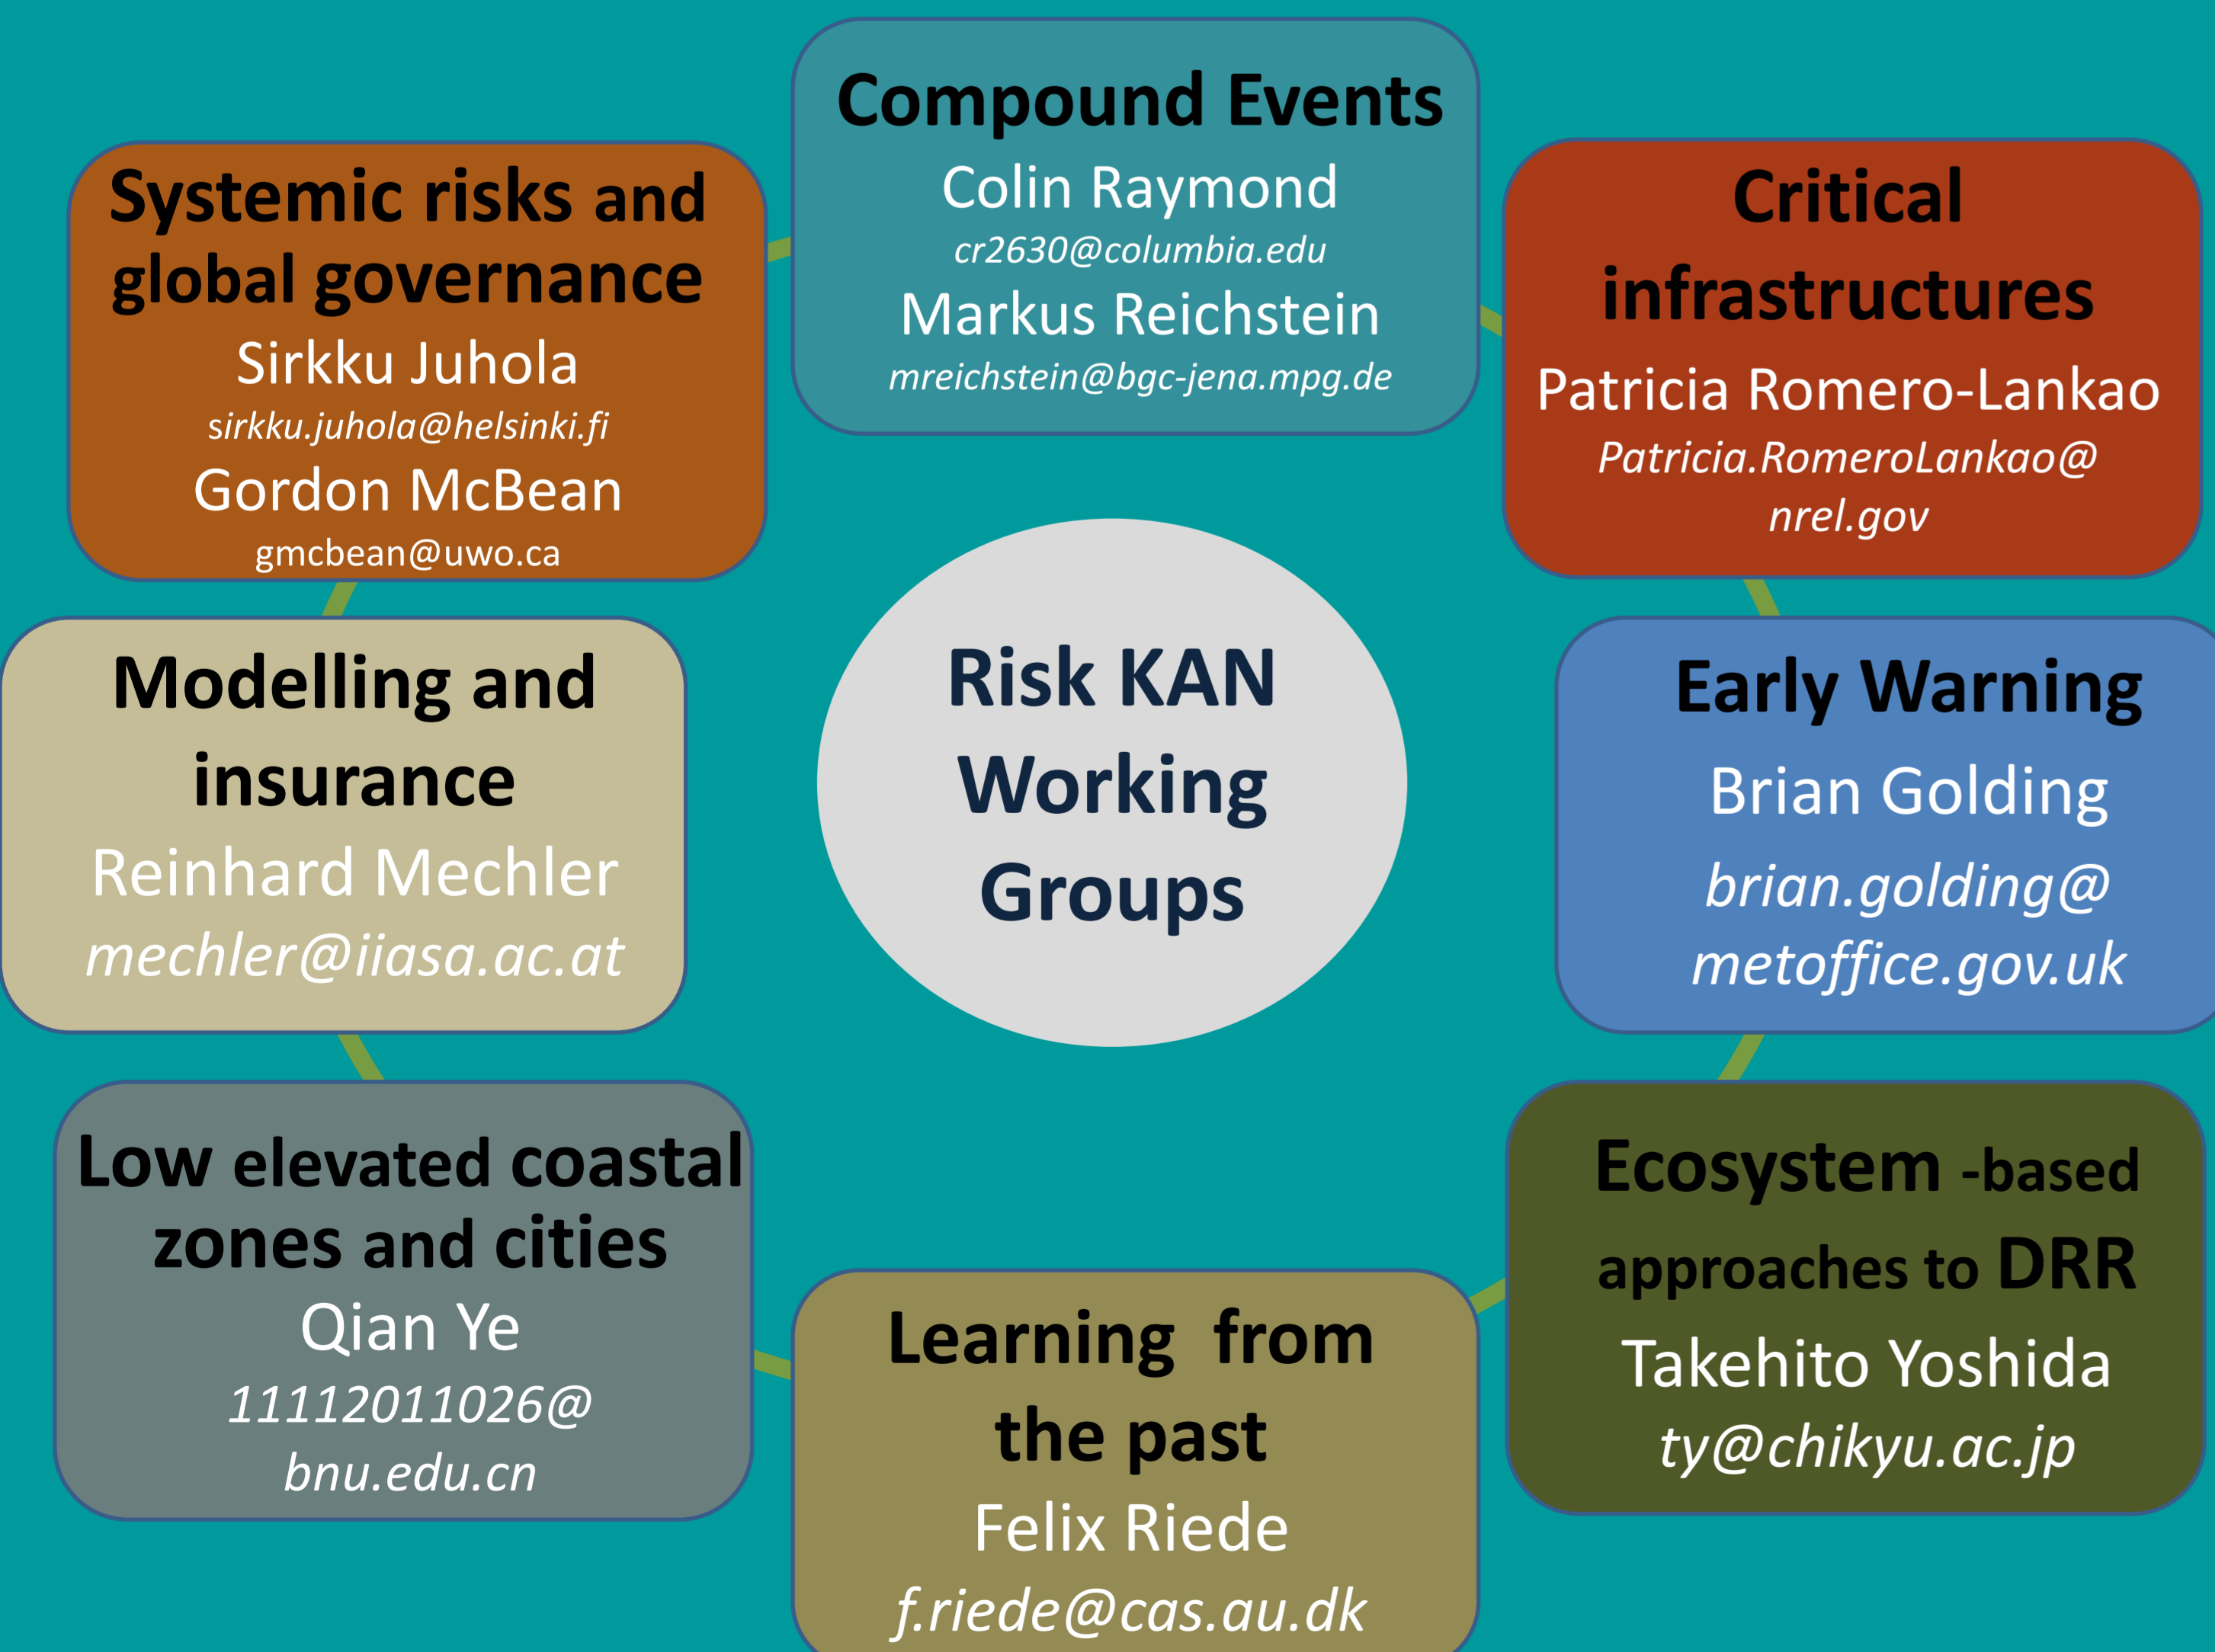 Compound Events
Colin Raymond
cr2630@columbia.edu
Markus Reichstein
mreichstein@bgc-jena.mpg.de
Systemic risks and
global governance
Sirkku Juhola
sirkku.juhola@helsinki.fi
Gordon McBean
gmcbean@uwo.ca
Critical
infrastructures
Patricia Romero-Lankao
Patricia.RomeroLankao@
nrel.gov
Modelling and
insurance
Reinhard Mechler
mechler@iiasa.ac.at
Risk KAN
Working
Groups
Early Warning
Brian Golding
brian.golding@
metoffice.gov.uk
Low elevated coastal
zones and cities
Qian Ye
11112011026@
bnu.edu.cn
Learning from
the past
Felix Riede
f.riede@cas.au.dk
Ecosystem -based
approaches to DRR
Takehito Yoshida
ty@chikyu.ac.jp